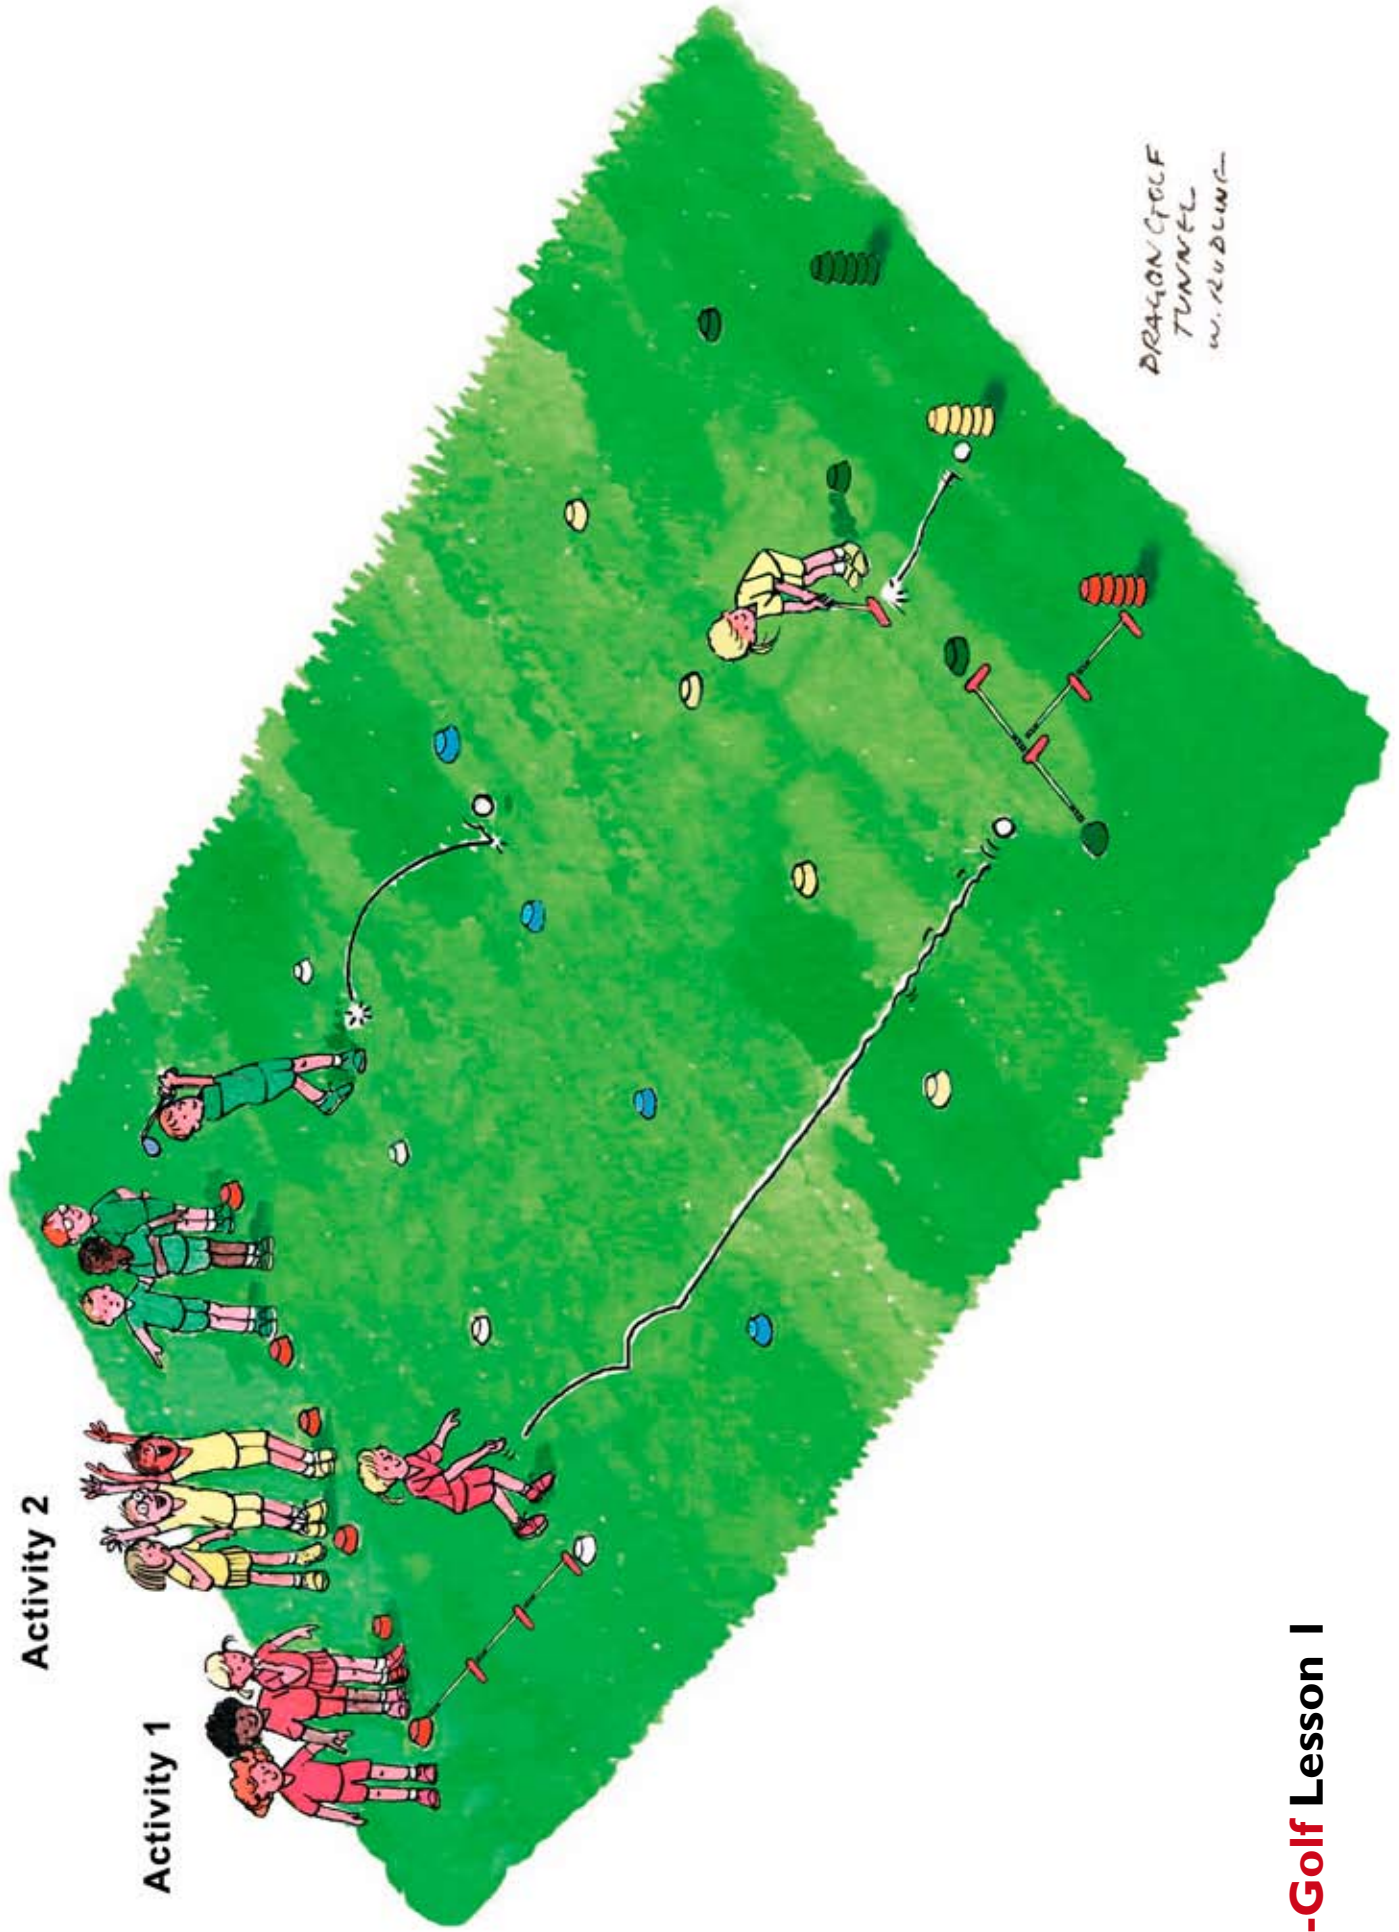 Activity 1
Activity 2
DRAGON GOLF
TUNNEL
W. RUDLING
-Golf Lesson 1